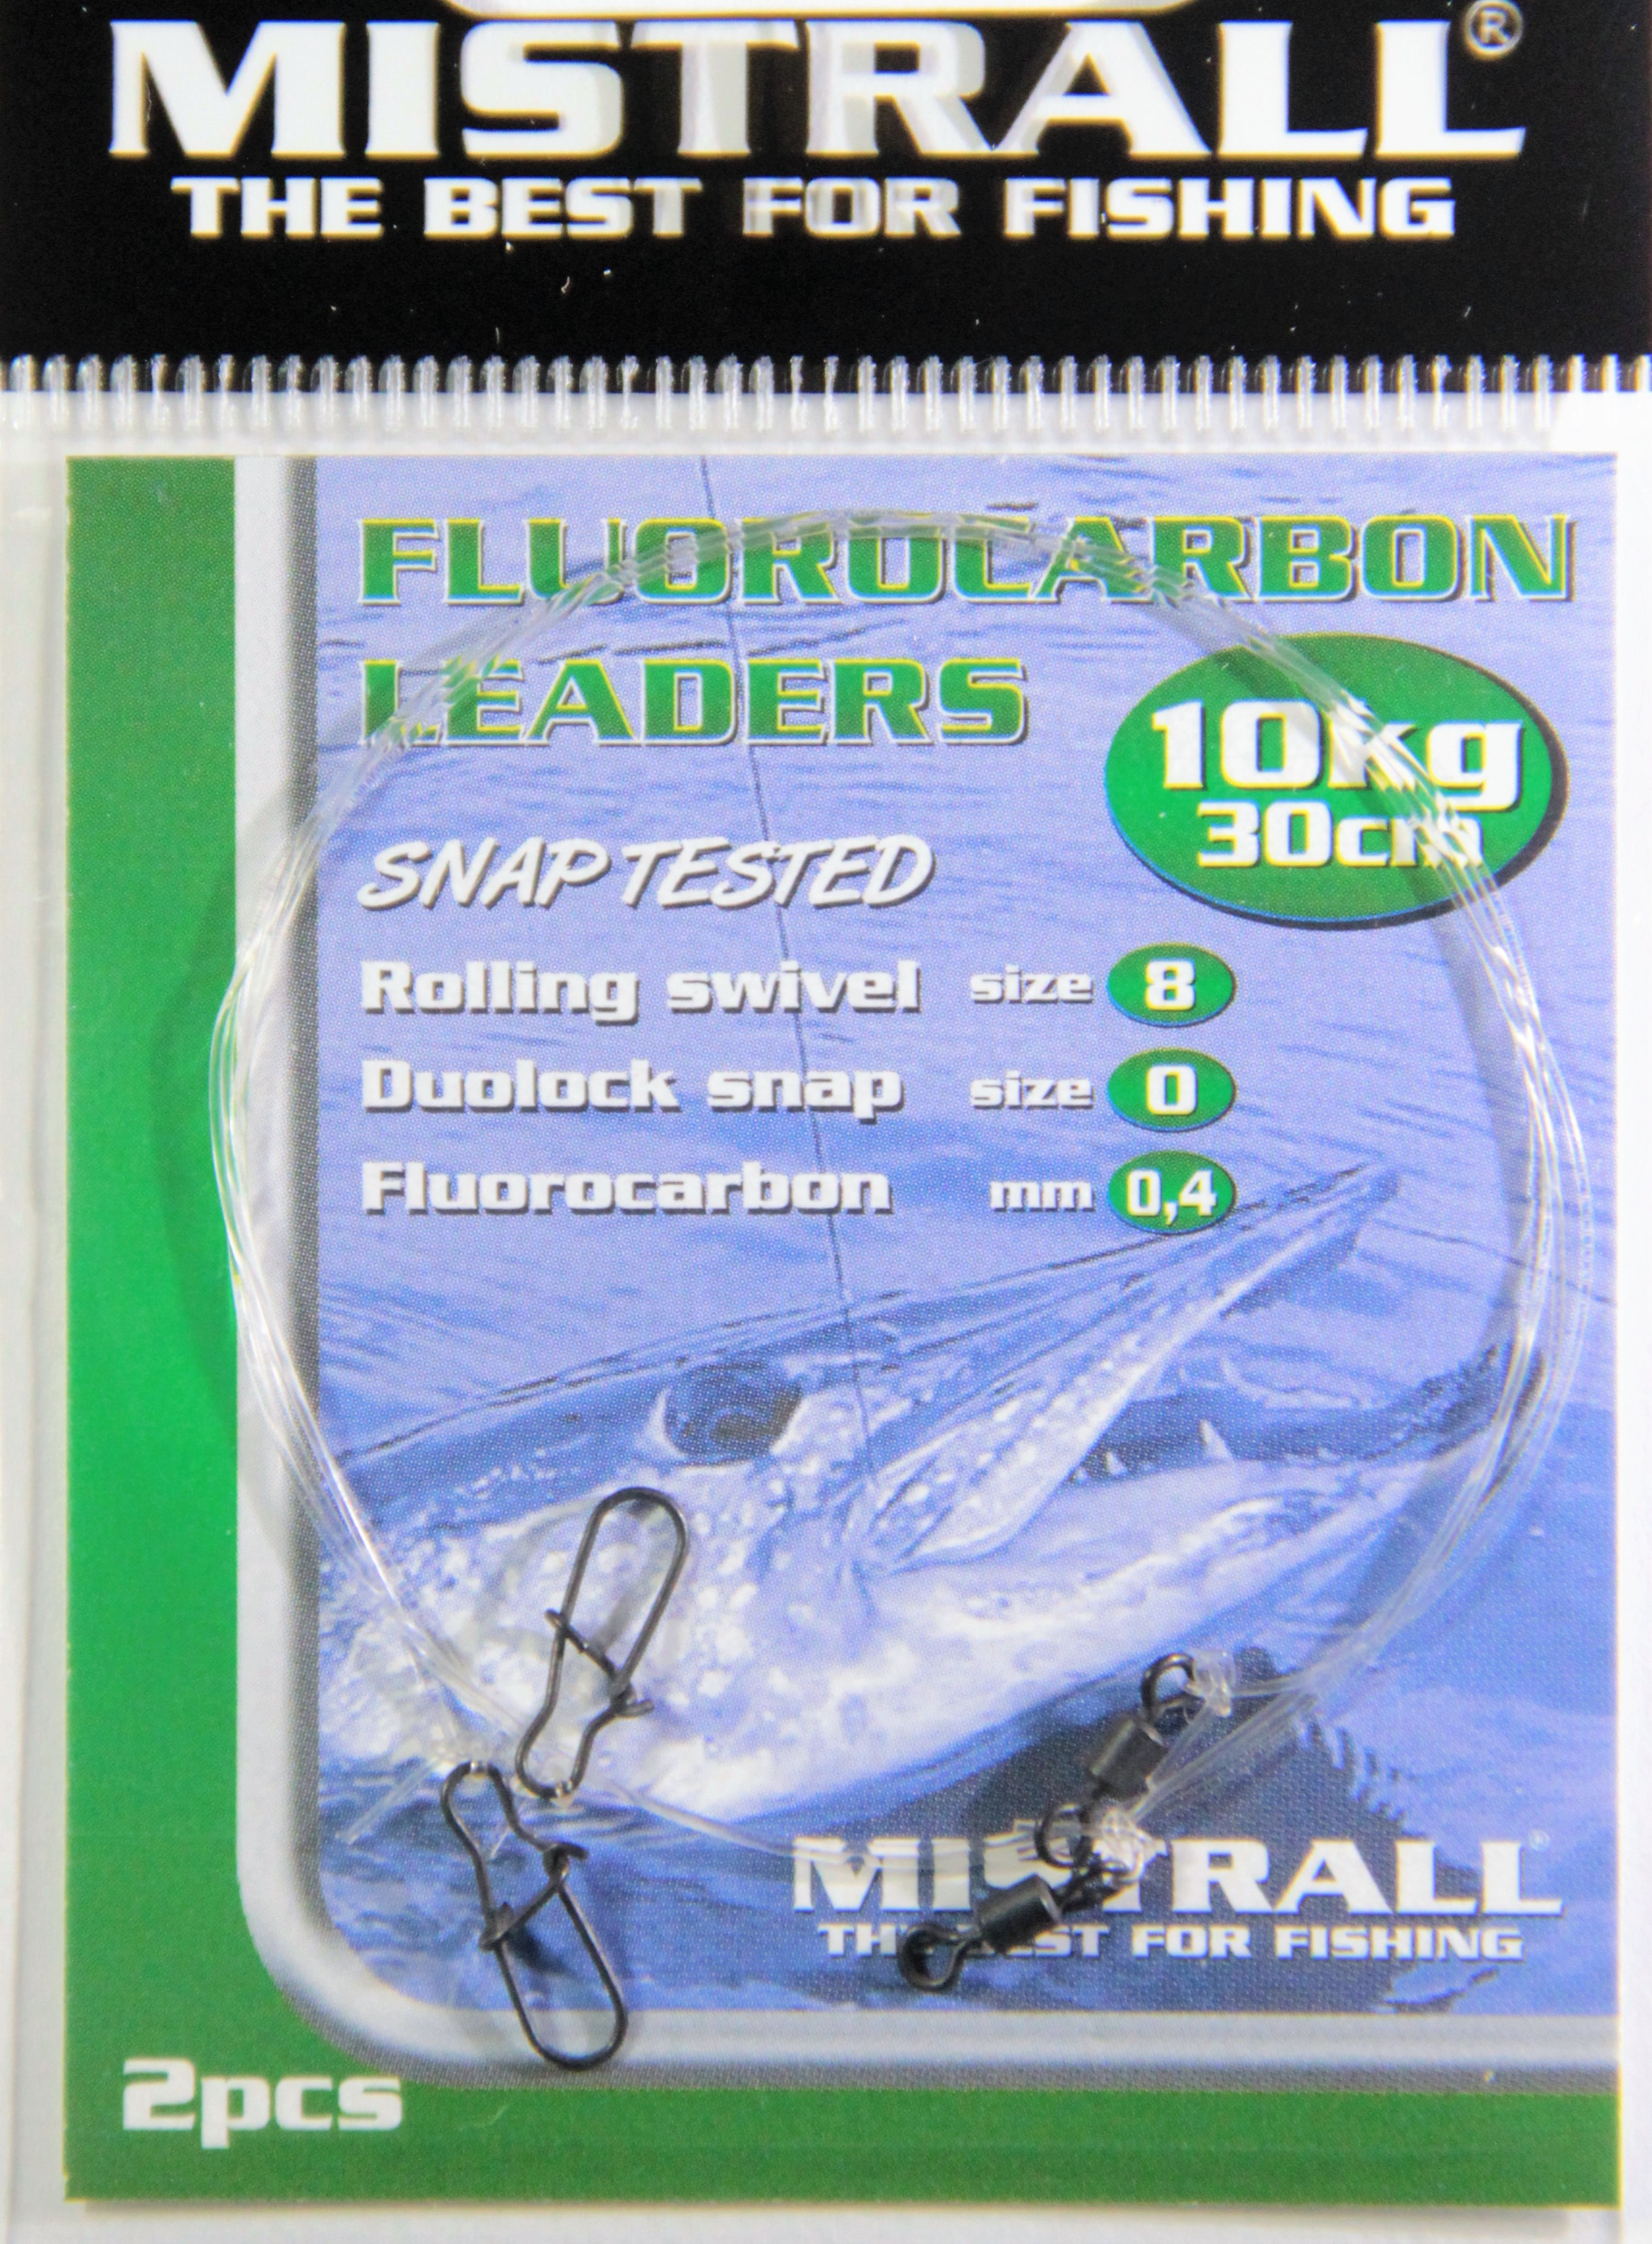 MISTRALL®
THE BEST FOR FISHING
FLUOROCARBON
LEADERS
10kg
30cm
SNAP TESTED
Rolling swivel size 8
Duolock snap size 0
Fluorocarbon mm 0,4
MISTRALL®
THE BEST FOR FISHING
2pcs